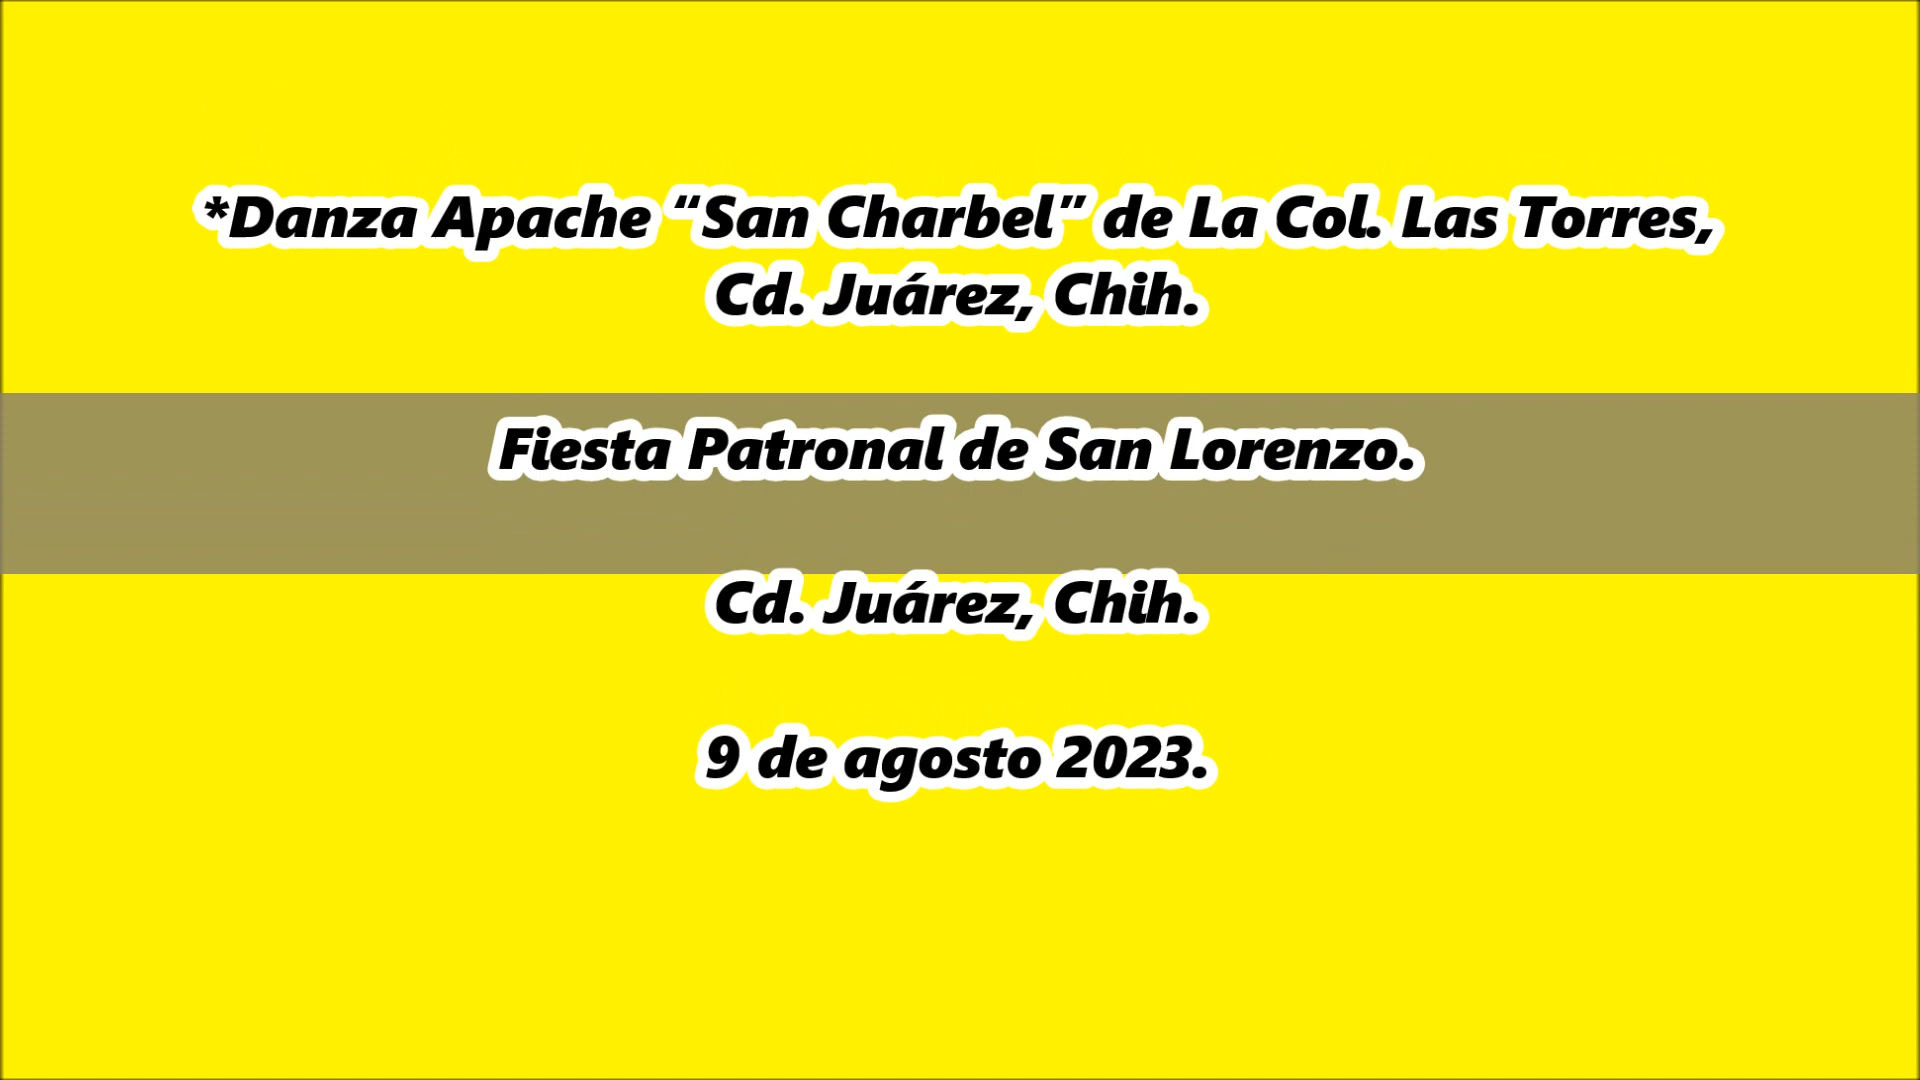 *Danza Apache “San Charbel” de La Col. Las Torres,
Cd. Juárez, Chih.
Fiesta Patronal de San Lorenzo.
Cd. Juárez, Chih.
9 de agosto 2023.